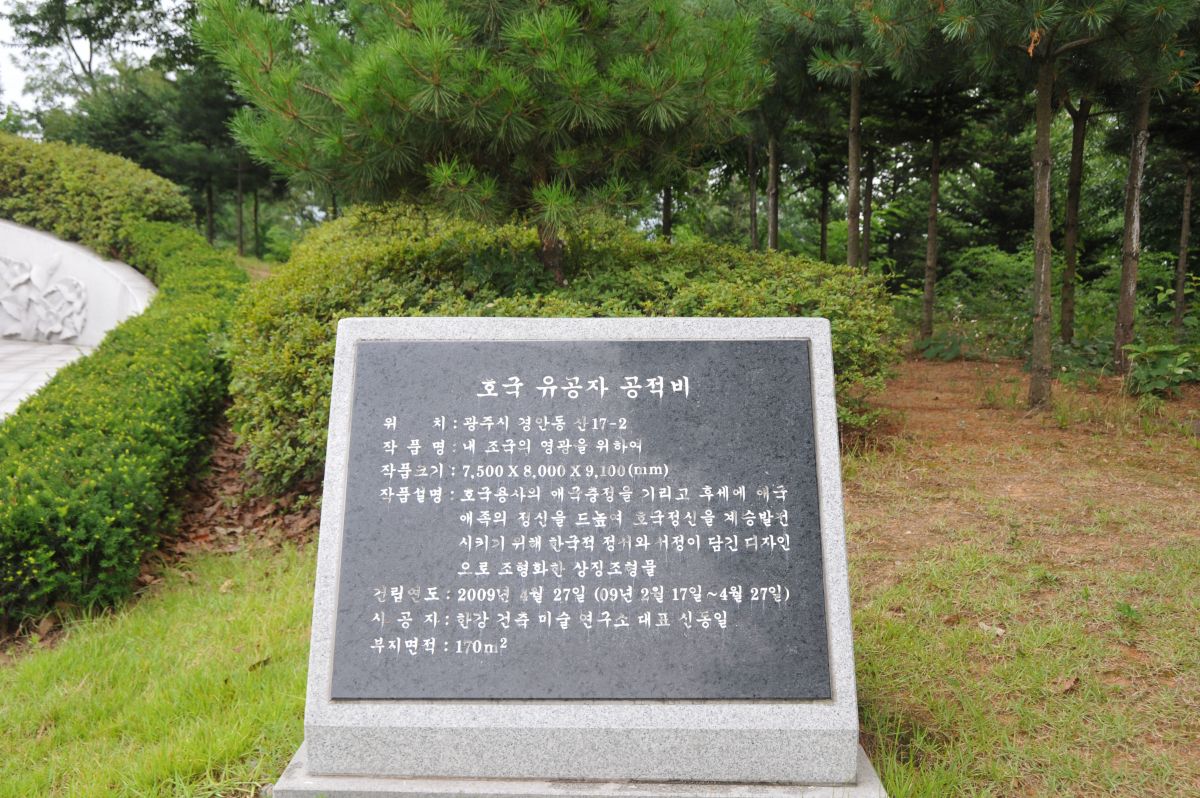 호국 유공자 공적비
위 치 : 광주시 경안동 산17-2
작 품 명 : 내 조국의 영광을 위하여
작품크기 : 7,500 X 8,000 X 9,100(mm)
작품설명 : 호국용사의 애국충정을 기리고 후세에 애국
애족의 정신을 드높여 호국정신을 계승발전
시키기 위해 한국적 정서와 서정이 담긴 디자인
으로 조형화한 상징조형물
건립연도 : 2009년 4월 27일 (09년 2월 17일~4월 27일)
시 공 자 : 한강 건축 미술 연구소 대표 신동일
부지면적 : 170m²